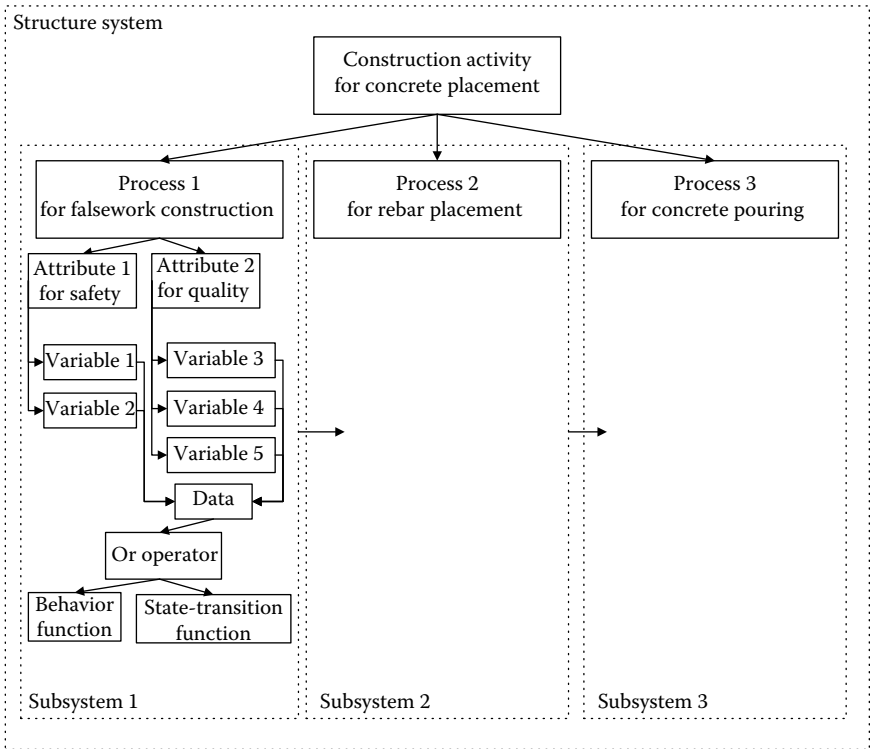 Structure system
Construction activity
for concrete placement
Process 1
for falsework construction
Process 2
for rebar placement
Process 3
for concrete pouring
Attribute 1
for safety
Attribute 2
for quality
Variable 1
Variable 2
Variable 3
Variable 4
Variable 5
Data
Or operator
Behavior
function
State-transition
function
Subsystem 1
Subsystem 2
Subsystem 3